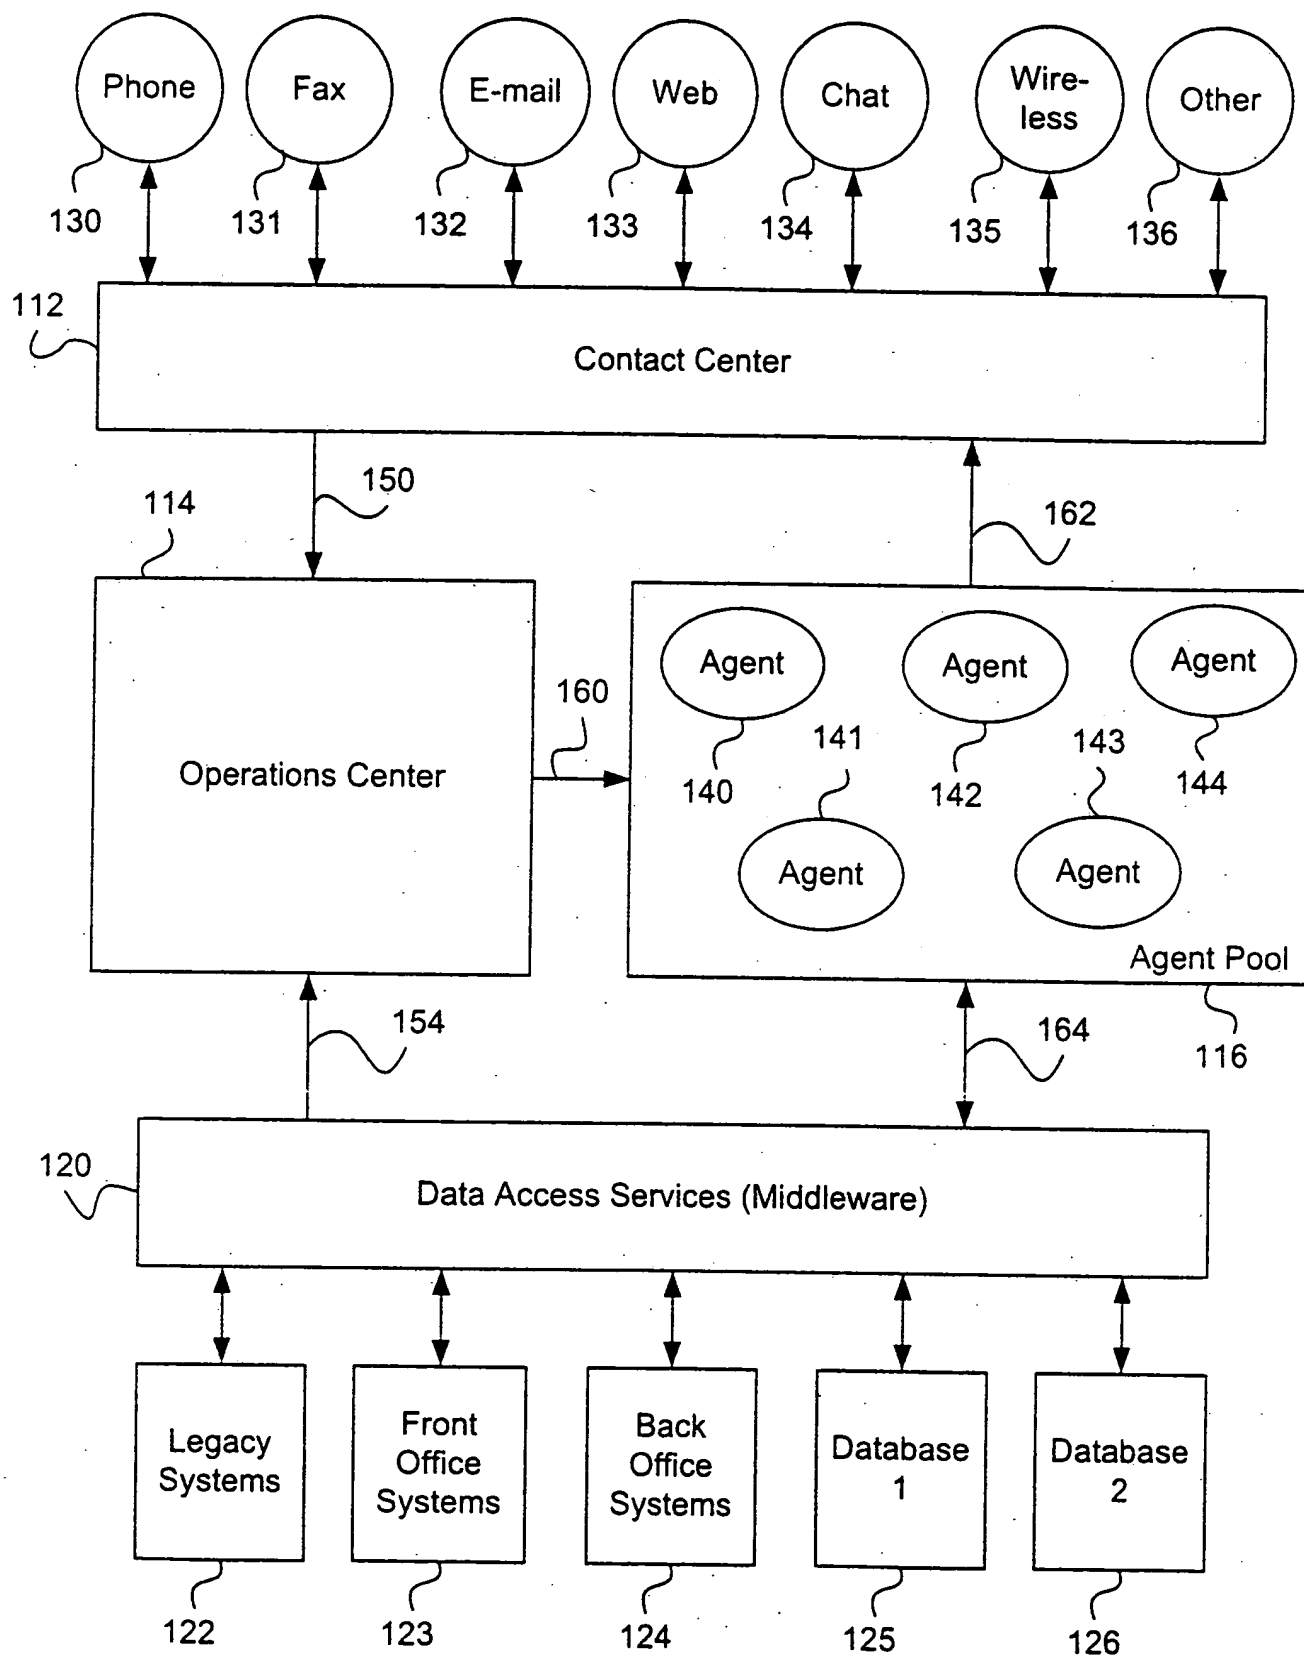 Phone
Fax
E-mail
Web
Chat
Wire-
less
Other
130
131
132
133
134
135
136
112
Contact Center
150
162
114
Agent
Agent
Agent
160
141
143
140
142
144
Operations Center
Agent
Agent
Agent Pool
154
164
116
120
Data Access Services (Middleware)
Legacy
Systems
Front
Office
Systems
Back
Office
Systems
Database
1
Database
2
122
123
124
125
126